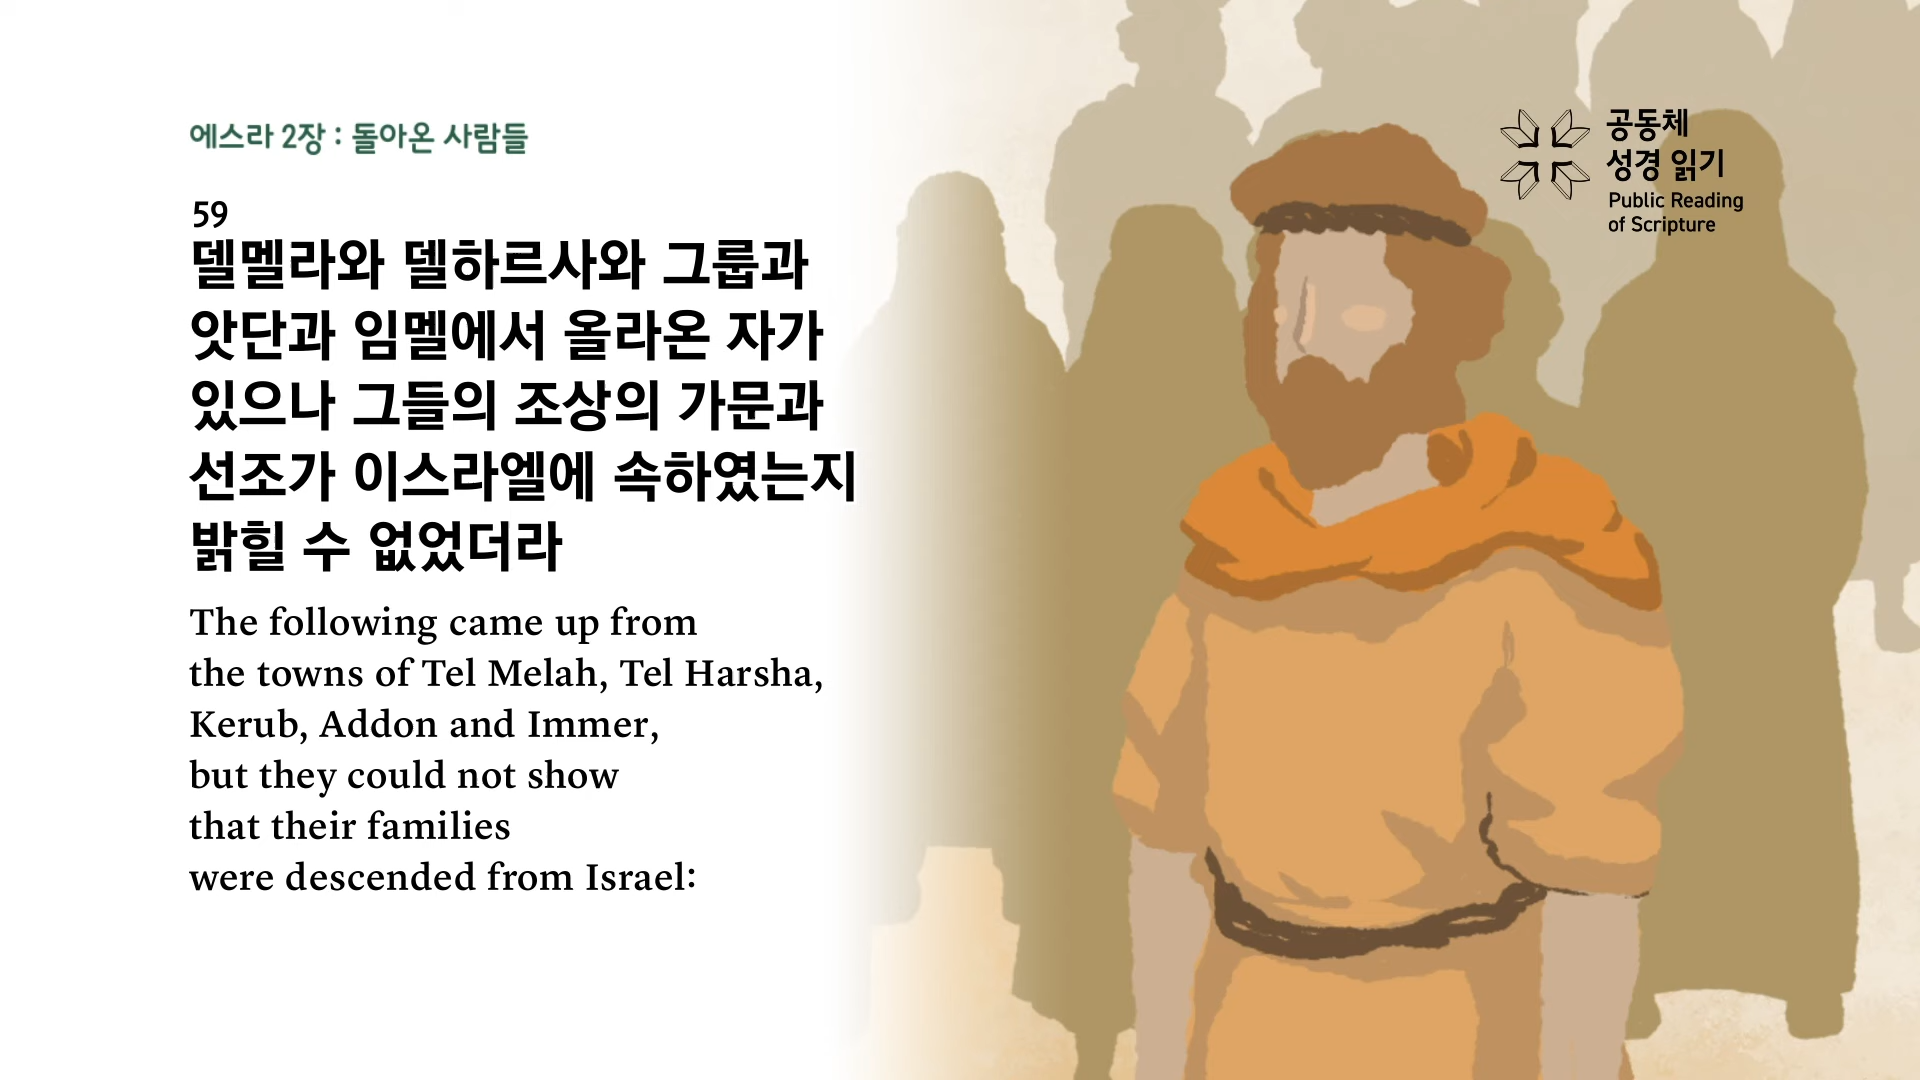 에스라 2장 : 돌아온 사람들
59
델멜라와 델하르사와 그룹과
앗단과 임멜에서 올라온 자가
있으나 그들의 조상의 가문과
선조가 이스라엘에 속하였는지
밝힐 수 없었더라
The following came up from
the towns of Tel Melah, Tel Harsha,
Kerub, Addon and Immer,
but they could not show
that their families
were descended from Israel:
공동체
성경 읽기
Public Reading
of Scripture